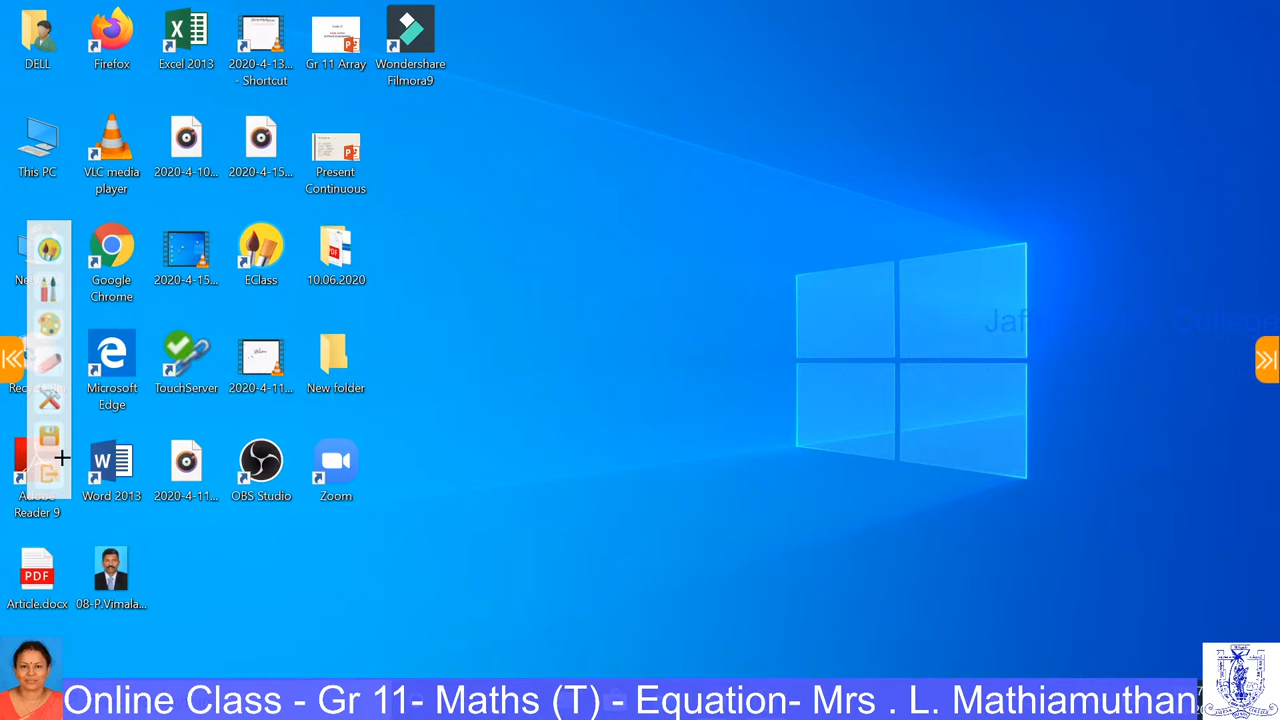 DELL
Firefox
Excel 2013
2020-4-13...
- Shortcut
Gr 11 Array
Wondershare
Filmora9
This PC
VLC media
player
2020-4-10...
2020-4-15...
Present
Continuous
Google
Chrome
2020-4-15...
EClass
10.06.2020
Microsoft
Edge
TouchServer
2020-4-11...
New folder
Adobe
Reader 9
Word 2013
2020-4-11...
OBS Studio
Zoom
PDF
Article.docx
08-P.Vimala...
College
Online Class - Gr 11- Maths (T) - Equation- Mrs . L. Mathiamuthan